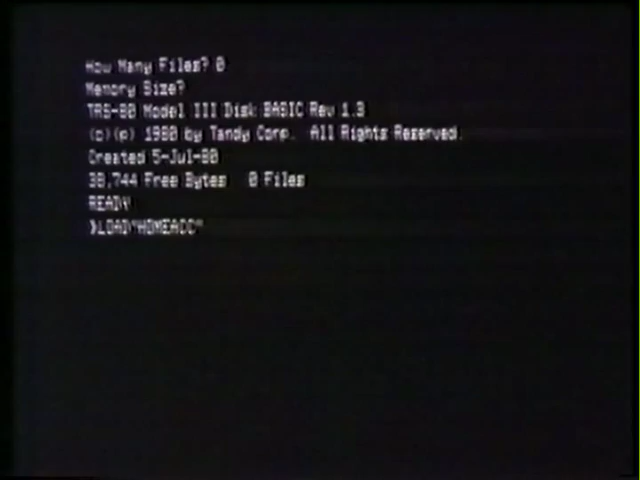 How Many Files? 0
Memory Size?
TRS-80 Model III Disk BASIC Rev 1.3
(c)(p) 1980 by Tandy Corp.  All Rights Reserved.
Created 5-Jul-80
38,744 Free Bytes   0 Files
READY
>LOAD"HOMEACC"